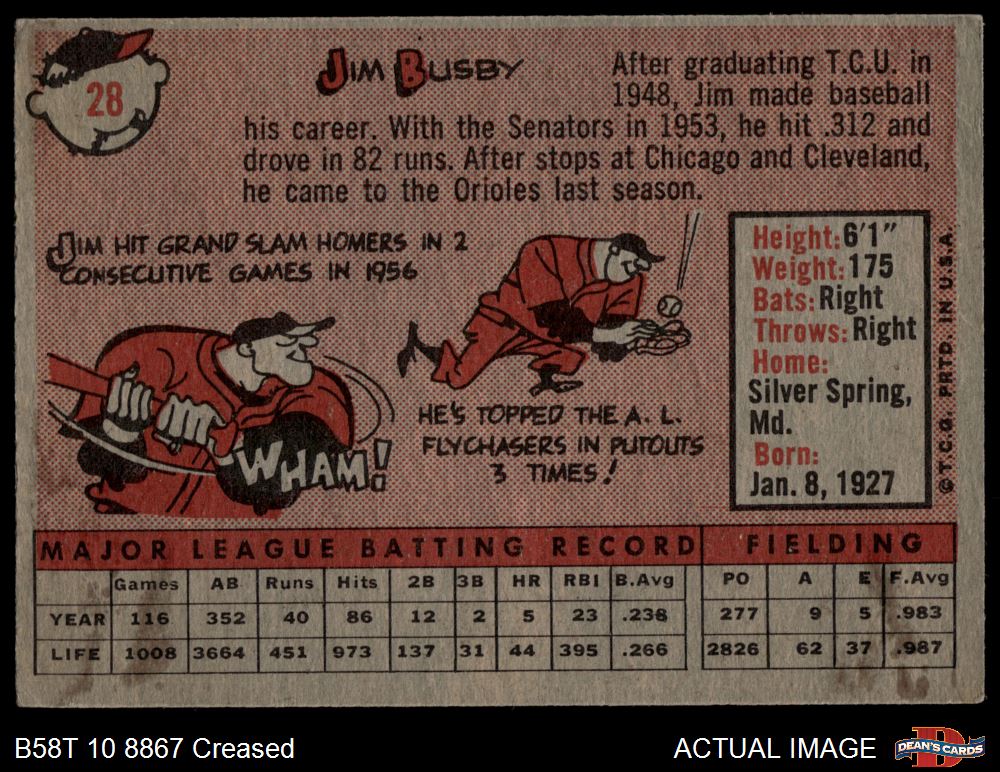 28
Jim Busby
After graduating T.C.U. in
1948, Jim made baseball
his career. With the Senators in 1953, he hit .312 and
drove in 82 runs. After stops at Chicago and Cleveland,
he came to the Orioles last season.
JIM HIT GRAND SLAM HOMERS IN 2
CONSECUTIVE GAMES IN 1956
WHAM!
HE'S TOPPED THE A. L.
FLYCHASERS IN PUTOUTS
3 TIMES!
Height: 6'1"
Weight: 175
Bats: Right
Throws: Right
Home:
Silver Spring,
Md.
Born:
Jan. 8, 1927
©T.C.G. PRTD. IN U.S.A.
MAJOR LEAGUE BATTING RECORD FIELDING
Games AB Runs Hits 2B 3B HR RBI B.Avg PO A E F.Avg
YEAR 116 352 40 86 12 2 5 23 .238 277 9 5 .983
LIFE 1008 3664 451 973 137 31 44 395 .266 2826 62 37 .987
B58T 10 8867 Creased
ACTUAL IMAGE
DEAN'S CARDS